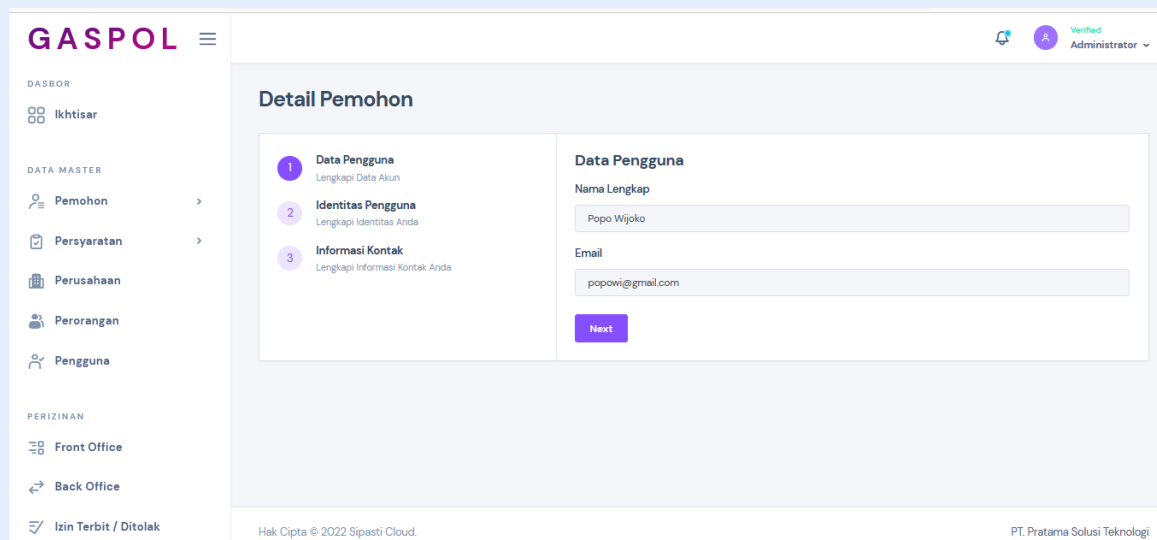 GASPOL
Verified
Administrator
DASBOR
Ikhtisar
DATA MASTER
Pemohon
Persyaratan
Perusahaan
Perorangan
Pengguna
PERIZINAN
Front Office
Back Office
Izin Terbit / Ditolak
Detail Pemohon
1
Data Pengguna
Lengkapi Data Akun
2
Identitas Pengguna
Lengkapi Identitas Anda
3
Informasi Kontak
Lengkapi Informasi Kontak Anda
Data Pengguna
Nama Lengkap
Popo Wijoko
Email
popowi@gmail.com
Next
Hak Cipta © 2022 Sipasti Cloud.
PT. Pratama Solusi Teknologi